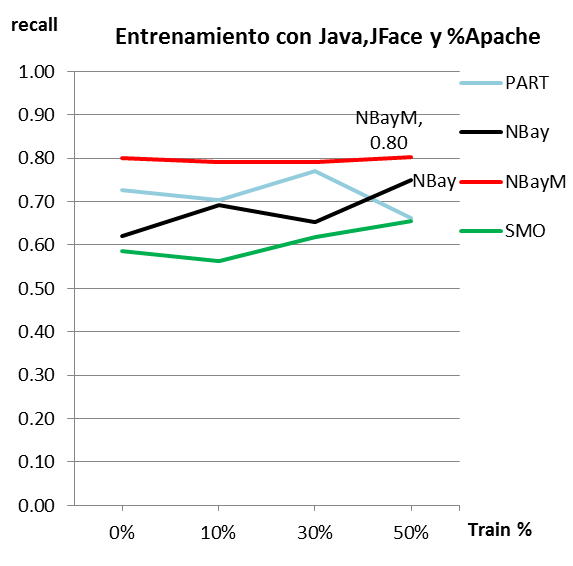 recall
Entrenamiento con Java,JFace y %Apache
1.00
0.90
0.80
0.70
0.60
0.50
0.40
0.30
0.20
0.10
0.00
0%
10%
30%
50%
Train %
NBayM,
0.80
NBay
PART
NBay
NBayM
SMO